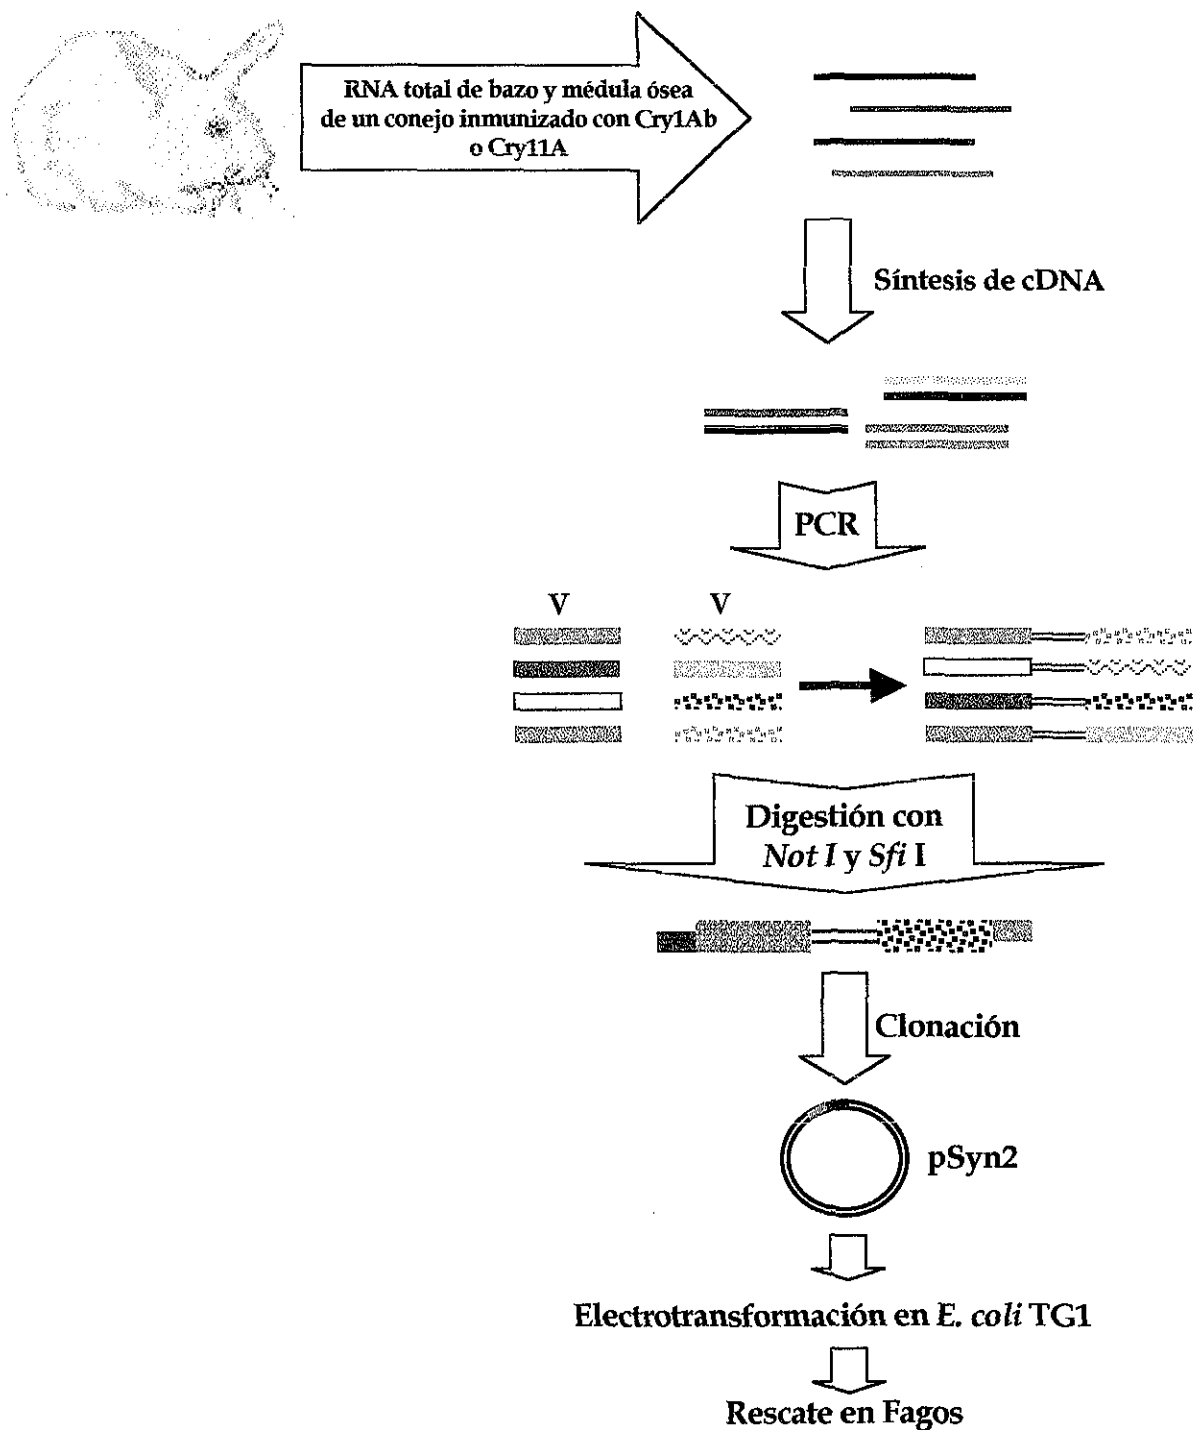 RNA total de bazo y médula ósea
de un conejo inmunizado con Cry1Ab
o Cry11A
Síntesis de cDNA
PCR
V
V
Digestión con
Not I y Sfi I
Clonación
pSyn2
Electrotransformación en E. coli TG1
Rescate en Fagos